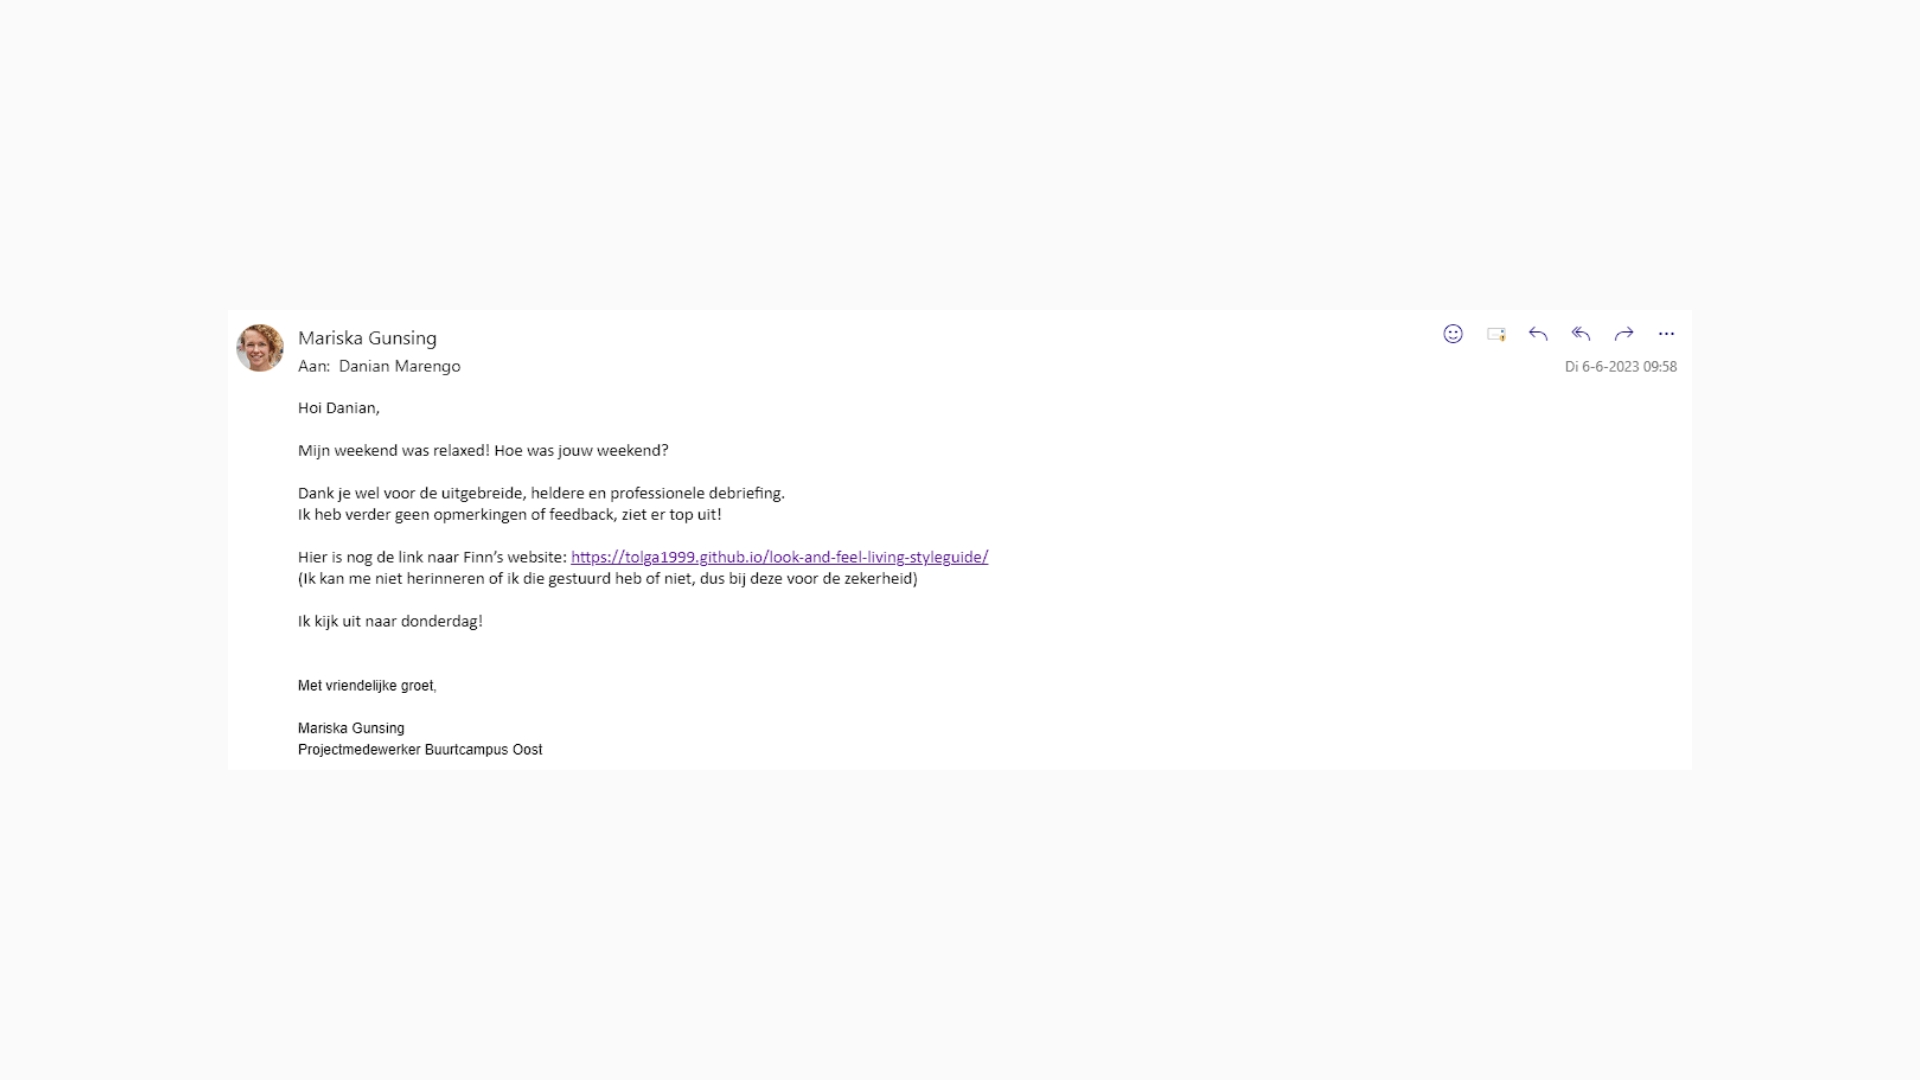 Mariska Gunsing
Aan: Danian Marengo
Di 6-6-2023 09:58
Hoi Danian,
Mijn weekend was relaxed! Hoe was jouw weekend?
Dank je wel voor de uitgebreide, heldere en professionele debriefing.
Ik heb verder geen opmerkingen of feedback, ziet er top uit!
Hier is nog de link naar Finn’s website: https://tolga1999.github.io/look-and-feel-living-styleguide/
(Ik kan me niet herinneren of ik die gestuurd heb of niet, dus bij deze voor de zekerheid)
Ik kijk uit naar donderdag!
Met vriendelijke groet,
Mariska Gunsing
Projectmedewerker Buurtcampus Oost